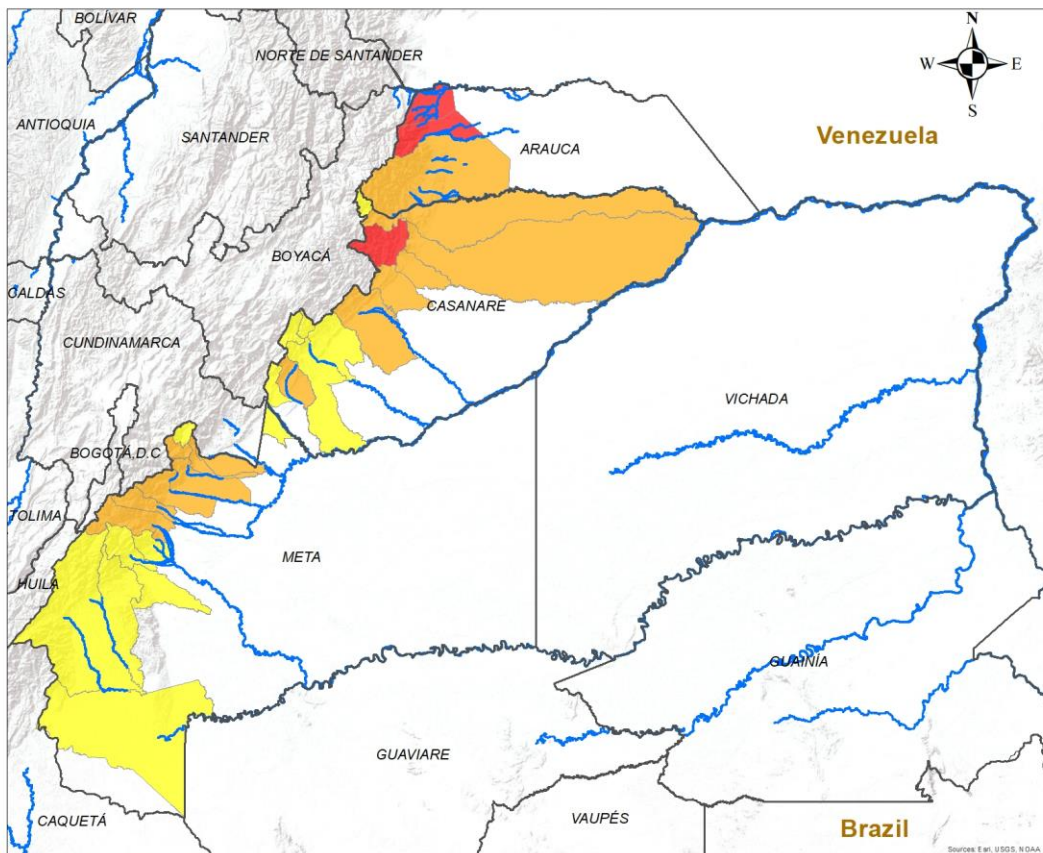 BOLÍVAR
NORTE DE SANTANDER
N
W
E
S
ANTIOQUIA
SANTANDER
ARAUCA
Venezuela
BOYACÁ
CALDAS
CASANARE
CUNDINAMARCA
VICHADA
BOGOTÁ,D.C
TOLIMA
META
HUILA
GUAINÍA
GUAVIARE
CAQUETÁ
VAUPÉS
Brazil
Sources: Esri, USGS, NOAA